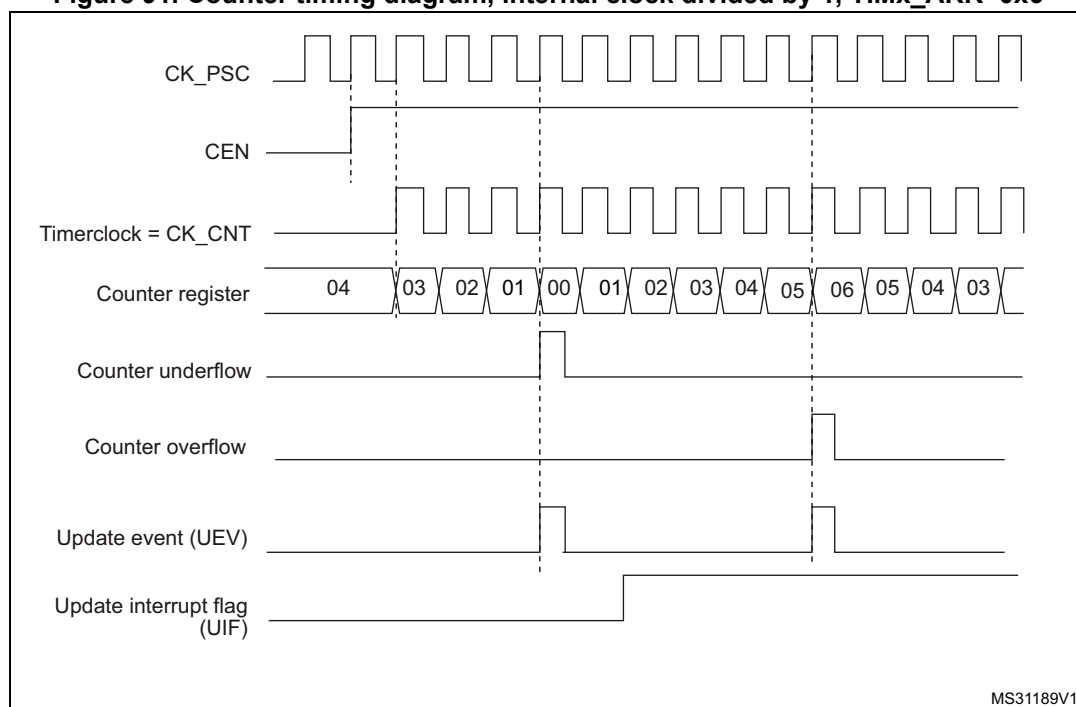 CK_PSC
CEN
Timerclock = CK_CNT
Counter register
04 03 02 01 00 01 02 03 04 05 06 05 04 03
Counter underflow
Counter overflow
Update event (UEV)
Update interrupt flag
(UIF)
MS31189V1